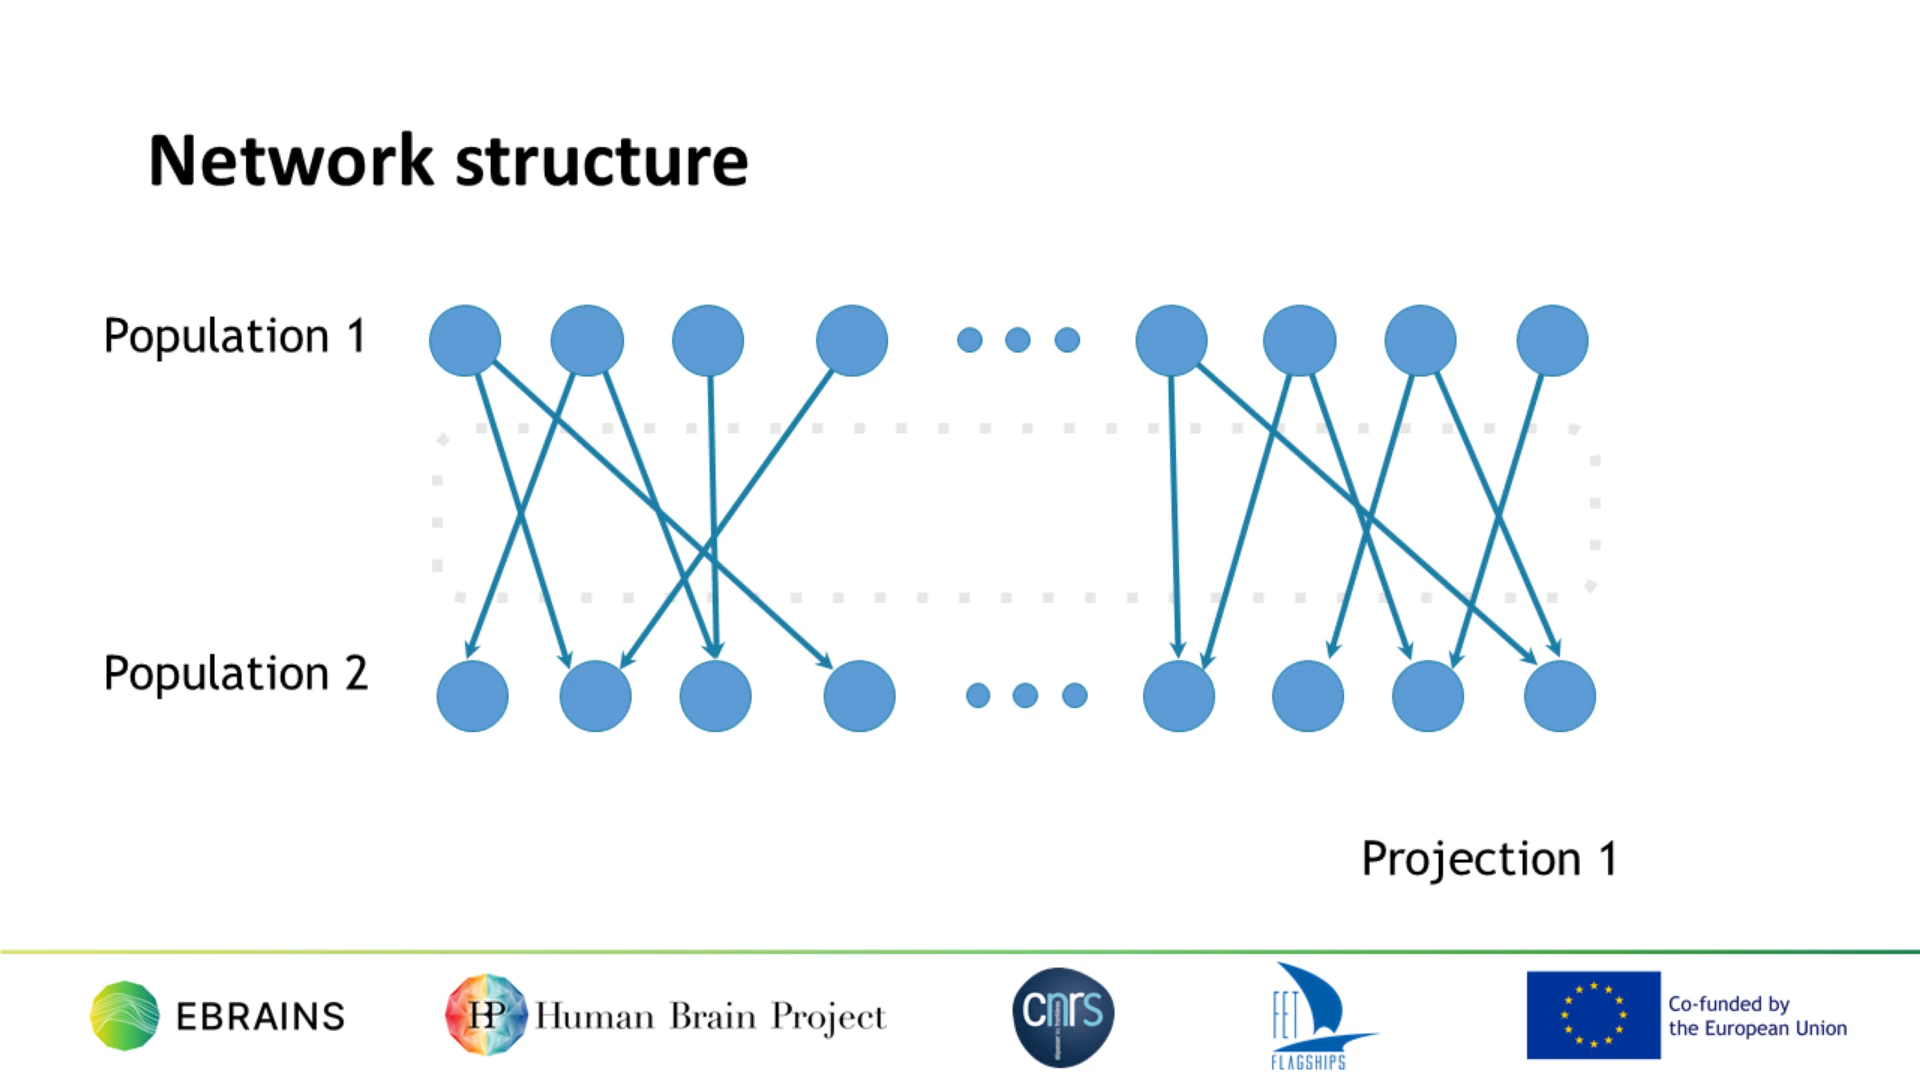 Network structure
Population 1
Population 2
Projection 1
EBRAINS
HP Human Brain Project
cnrs
FET
FLAGSHIPS
Co-funded by
the European Union